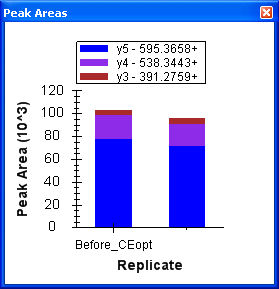 Peak Areas
y5 - 595.3658+
y4 - 538.3443+
y3 - 391.2759+
Peak Area (10^3)
120
100
80
60
40
20
0
Before_CEopt
Replicate